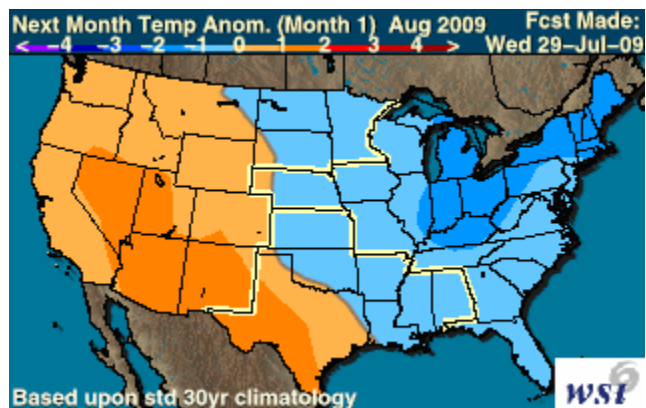 Next Month Temp Anom. (Month 1) Aug 2009
Fcst Made:
< -4 -3 -2 -1 0 1 2 3 4 >
Wed 29-Jul-09
Based upon std 30yr climatology
WSI